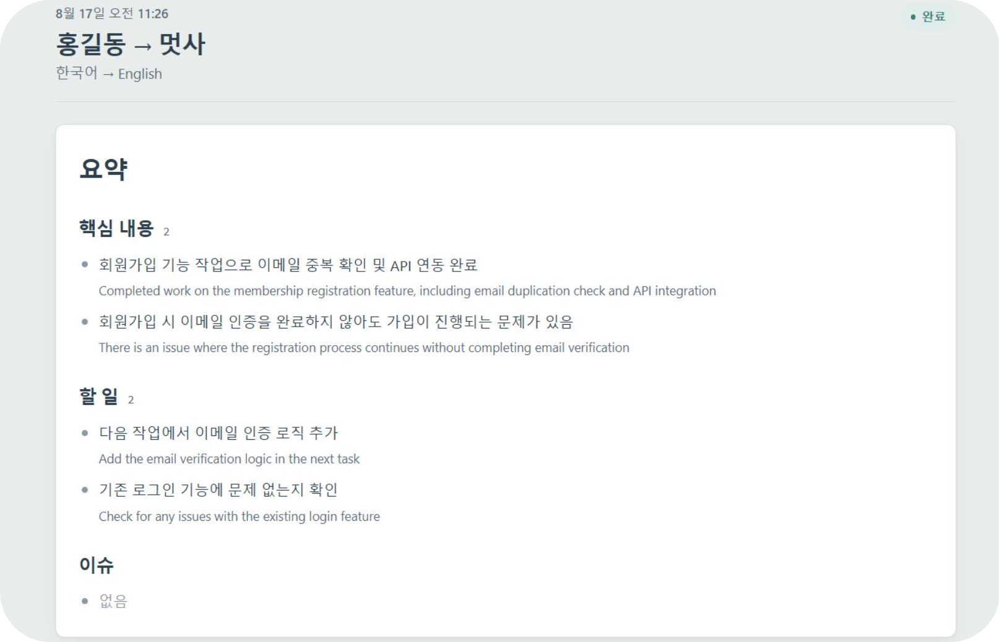 8월 17일 오전 11:26
완료
홍길동 → 멋사
한국어 → English
요약
핵심 내용 2
회원가입 기능 작업으로 이메일 중복 확인 및 API 연동 완료
Completed work on the membership registration feature, including email duplication check and API integration
회원가입 시 이메일 인증을 완료하지 않아도 가입이 진행되는 문제가 있음
There is an issue where the registration process continues without completing email verification
할 일 2
다음 작업에서 이메일 인증 로직 추가
Add the email verification logic in the next task
기존 로그인 기능에 문제 없는지 확인
Check for any issues with the existing login feature
이슈
없음